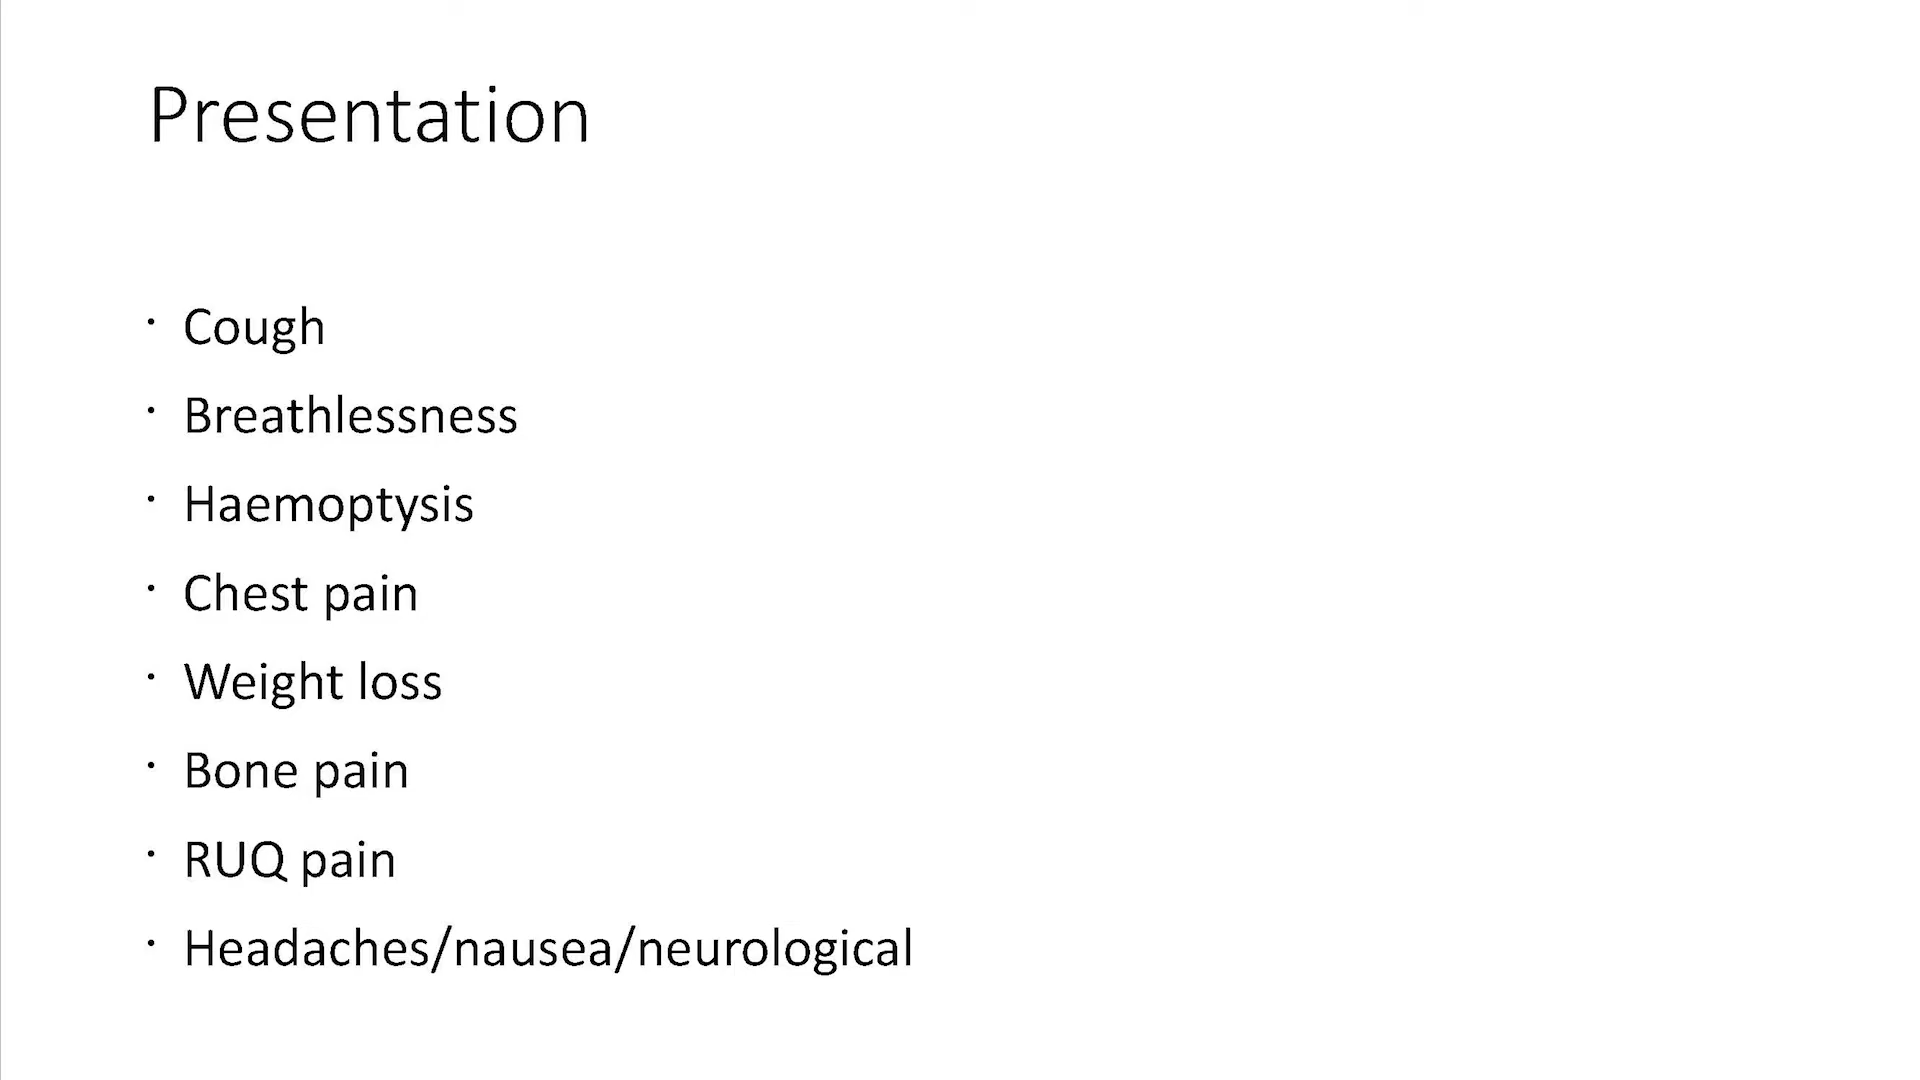 Presentation
· Cough
· Breathlessness
· Haemoptysis
· Chest pain
· Weight loss
· Bone pain
· RUQ pain
· Headaches/nausea/neurological